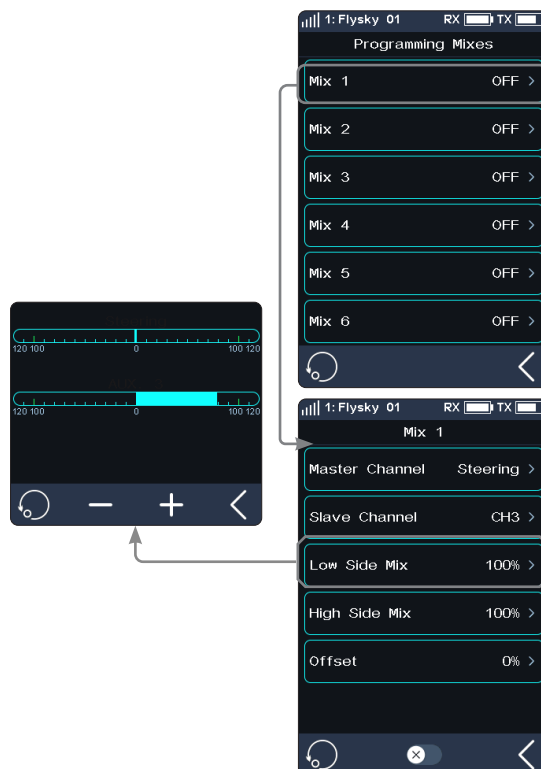 1: Flysky 01 RX TX
Programming Mixes
Mix 1 OFF >
Mix 2 OFF >
Mix 3 OFF >
Mix 4 OFF >
Mix 5 OFF >
Mix 6 OFF >
120 100 0 100 120
120 100 0 100 120
1: Flysky 01 RX TX
Mix 1
Master Channel Steering >
Slave Channel CH3 >
Low Side Mix 100% >
High Side Mix 100% >
Offset 0% >